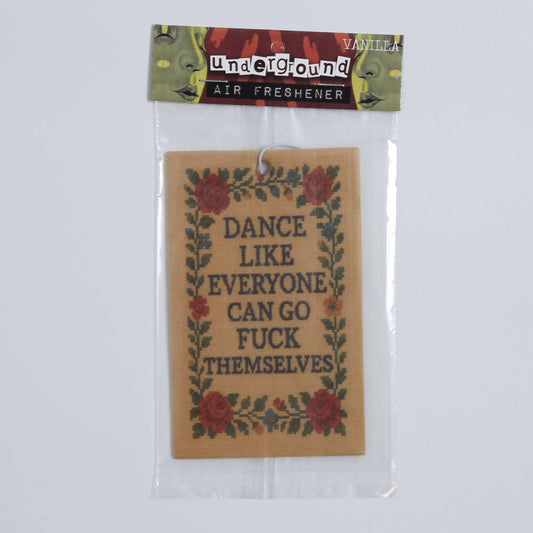 VANILLA
underground
AIR FRESHENER
DANCE
LIKE
EVERYONE
CAN GO
FUCK
THEMSELVES